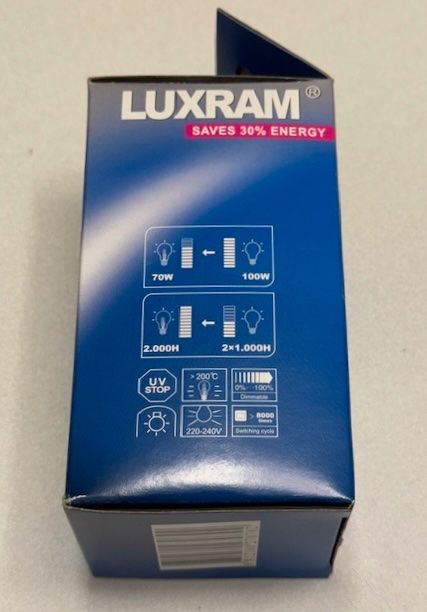 LUXRAM®
SAVES 30% ENERGY
70W 100W
2.000H 2×1.000H
UV STOP
>200°C
0%- -100%
Dimmable
220-240V
> 8000 times
Switching cycle